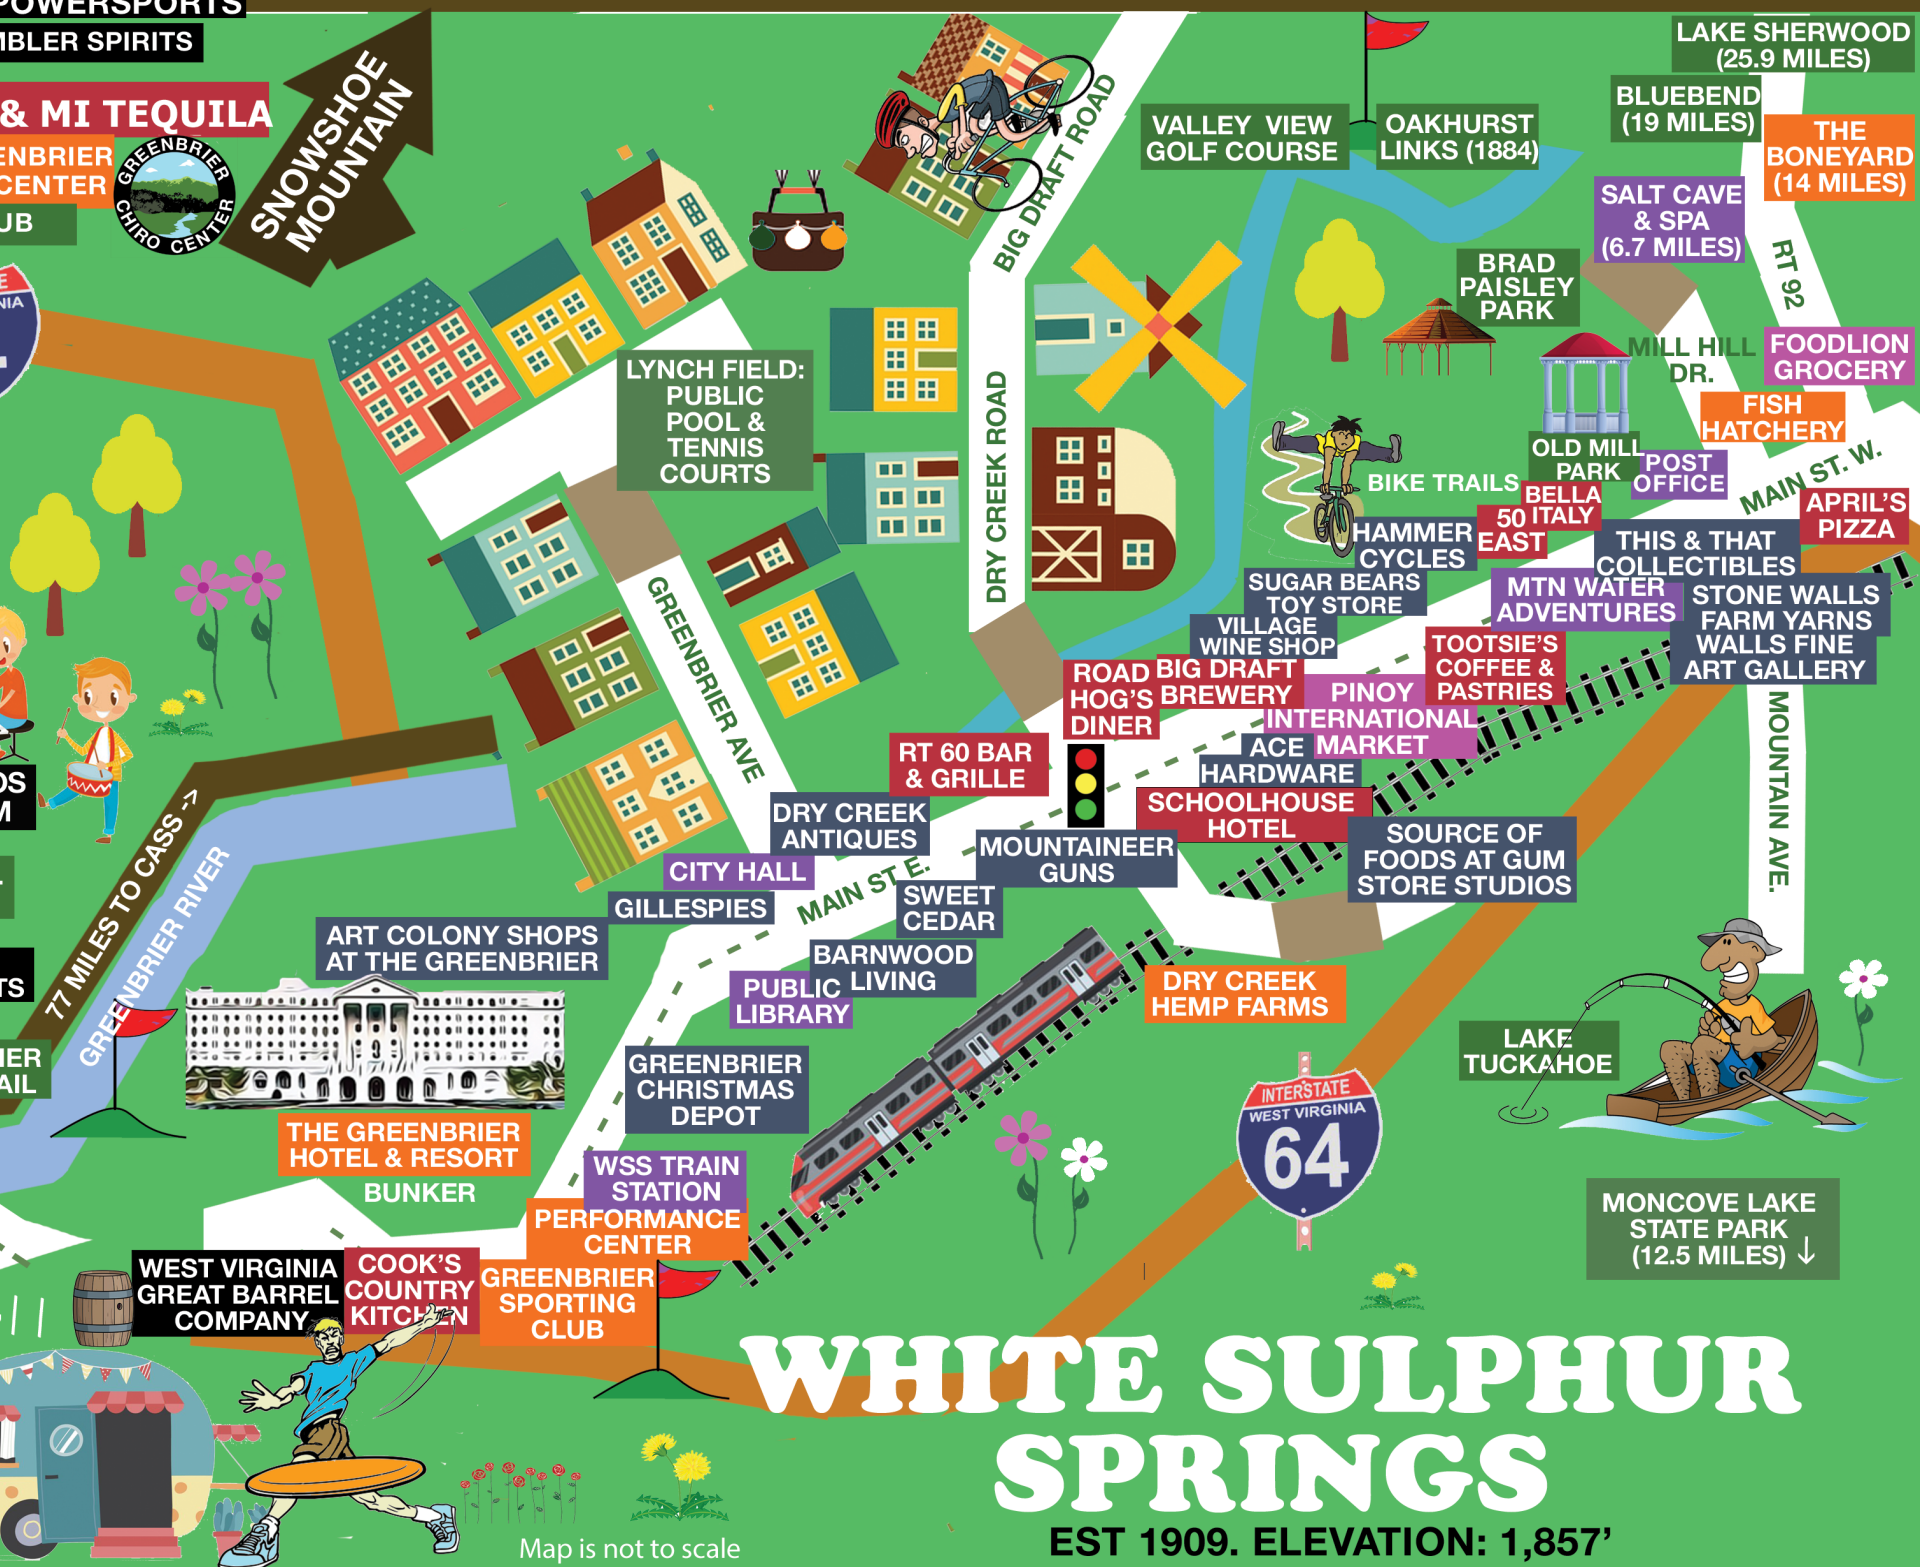 POWERSPORTS
MBLER SPIRITS
& MI TEQUILA
ENBRIER
CENTER
UB
GREENBRIER
CHIRO CENTER
SNOWSHOE
MOUNTAIN
NIA
BIG DRAFT ROAD
VALLEY VIEW
GOLF COURSE
OAKHURST
LINKS (1884)
LAKE SHERWOOD
(25.9 MILES)
BLUEBEND
(19 MILES)
THE
BONEYARD
(14 MILES)
SALT CAVE
& SPA
(6.7 MILES)
RT 92
BRAD
PAISLEY
PARK
MILL HILL
DR.
FOODLION
GROCERY
FISH
HATCHERY
LYNCH FIELD:
PUBLIC
POOL &
TENNIS
COURTS
DRY CREEK ROAD
OLD MILL
PARK
POST
OFFICE
MAIN ST. W.
APRIL'S
PIZZA
BIKE TRAILS
BELLA
ITALY
50
EAST
HAMMER
CYCLES
THIS & THAT
COLLECTIBLES
SUGAR BEARS
TOY STORE
MTN WATER
ADVENTURES
STONE WALLS
FARM YARNS
WALLS FINE
ART GALLERY
VILLAGE
WINE SHOP
TOOTSIE'S
COFFEE &
PASTRIES
ROAD
HOG'S
DINER
BIG DRAFT
BREWERY
PINOY
INTERNATIONAL
MARKET
GREENBRIER AVE
RT 60 BAR
& GRILLE
ACE
HARDWARE
MOUNTAIN AVE.
DRY CREEK
ANTIQUES
SCHOOLHOUSE
HOTEL
MOUNTAINEER
GUNS
SOURCE OF
FOODS AT GUM
STORE STUDIOS
CITY HALL
MAIN ST E.
GILLESPIES
SWEET
CEDAR
OS
M
77 MILES TO CASS ->
GREENBRIER RIVER
ART COLONY SHOPS
AT THE GREENBRIER
BARNWOOD
LIVING
PUBLIC
LIBRARY
DRY CREEK
HEMP FARMS
TS
IER
AIL
LAKE
TUCKAHOE
GREENBRIER
CHRISTMAS
DEPOT
INTERSTATE
WEST VIRGINIA
64
THE GREENBRIER
HOTEL & RESORT
BUNKER
WSS TRAIN
STATION
PERFORMANCE
CENTER
MONCOVE LAKE
STATE PARK
(12.5 MILES) ↓
WEST VIRGINIA
GREAT BARREL
COMPANY
COOK'S
COUNTRY
KITCHEN
GREENBRIER
SPORTING
CLUB
WHITE SULPHUR
SPRINGS
EST 1909. ELEVATION: 1,857'
Map is not to scale